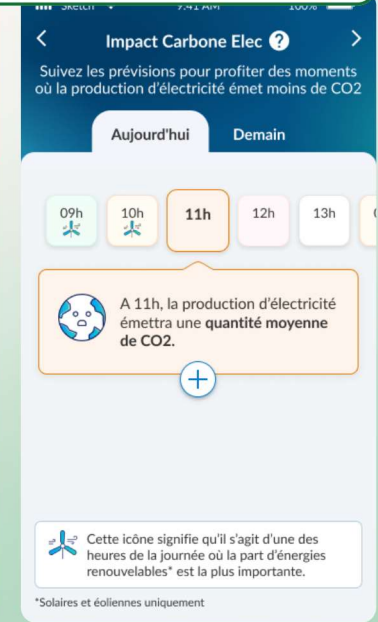 Sketch 9:41 AM 100%
Impact Carbone Elec ?
Suivez les prévisions pour profiter des moments
où la production d'électricité émet moins de CO2
Aujourd'hui Demain
09h 10h 11h 12h 13h
A 11h, la production d'électricité
émettra une quantité moyenne
de CO2.
Cette icône signifie qu'il s'agit d'une des
heures de la journée où la part d'énergies
renouvelables* est la plus importante.
*Solaires et éoliennes uniquement